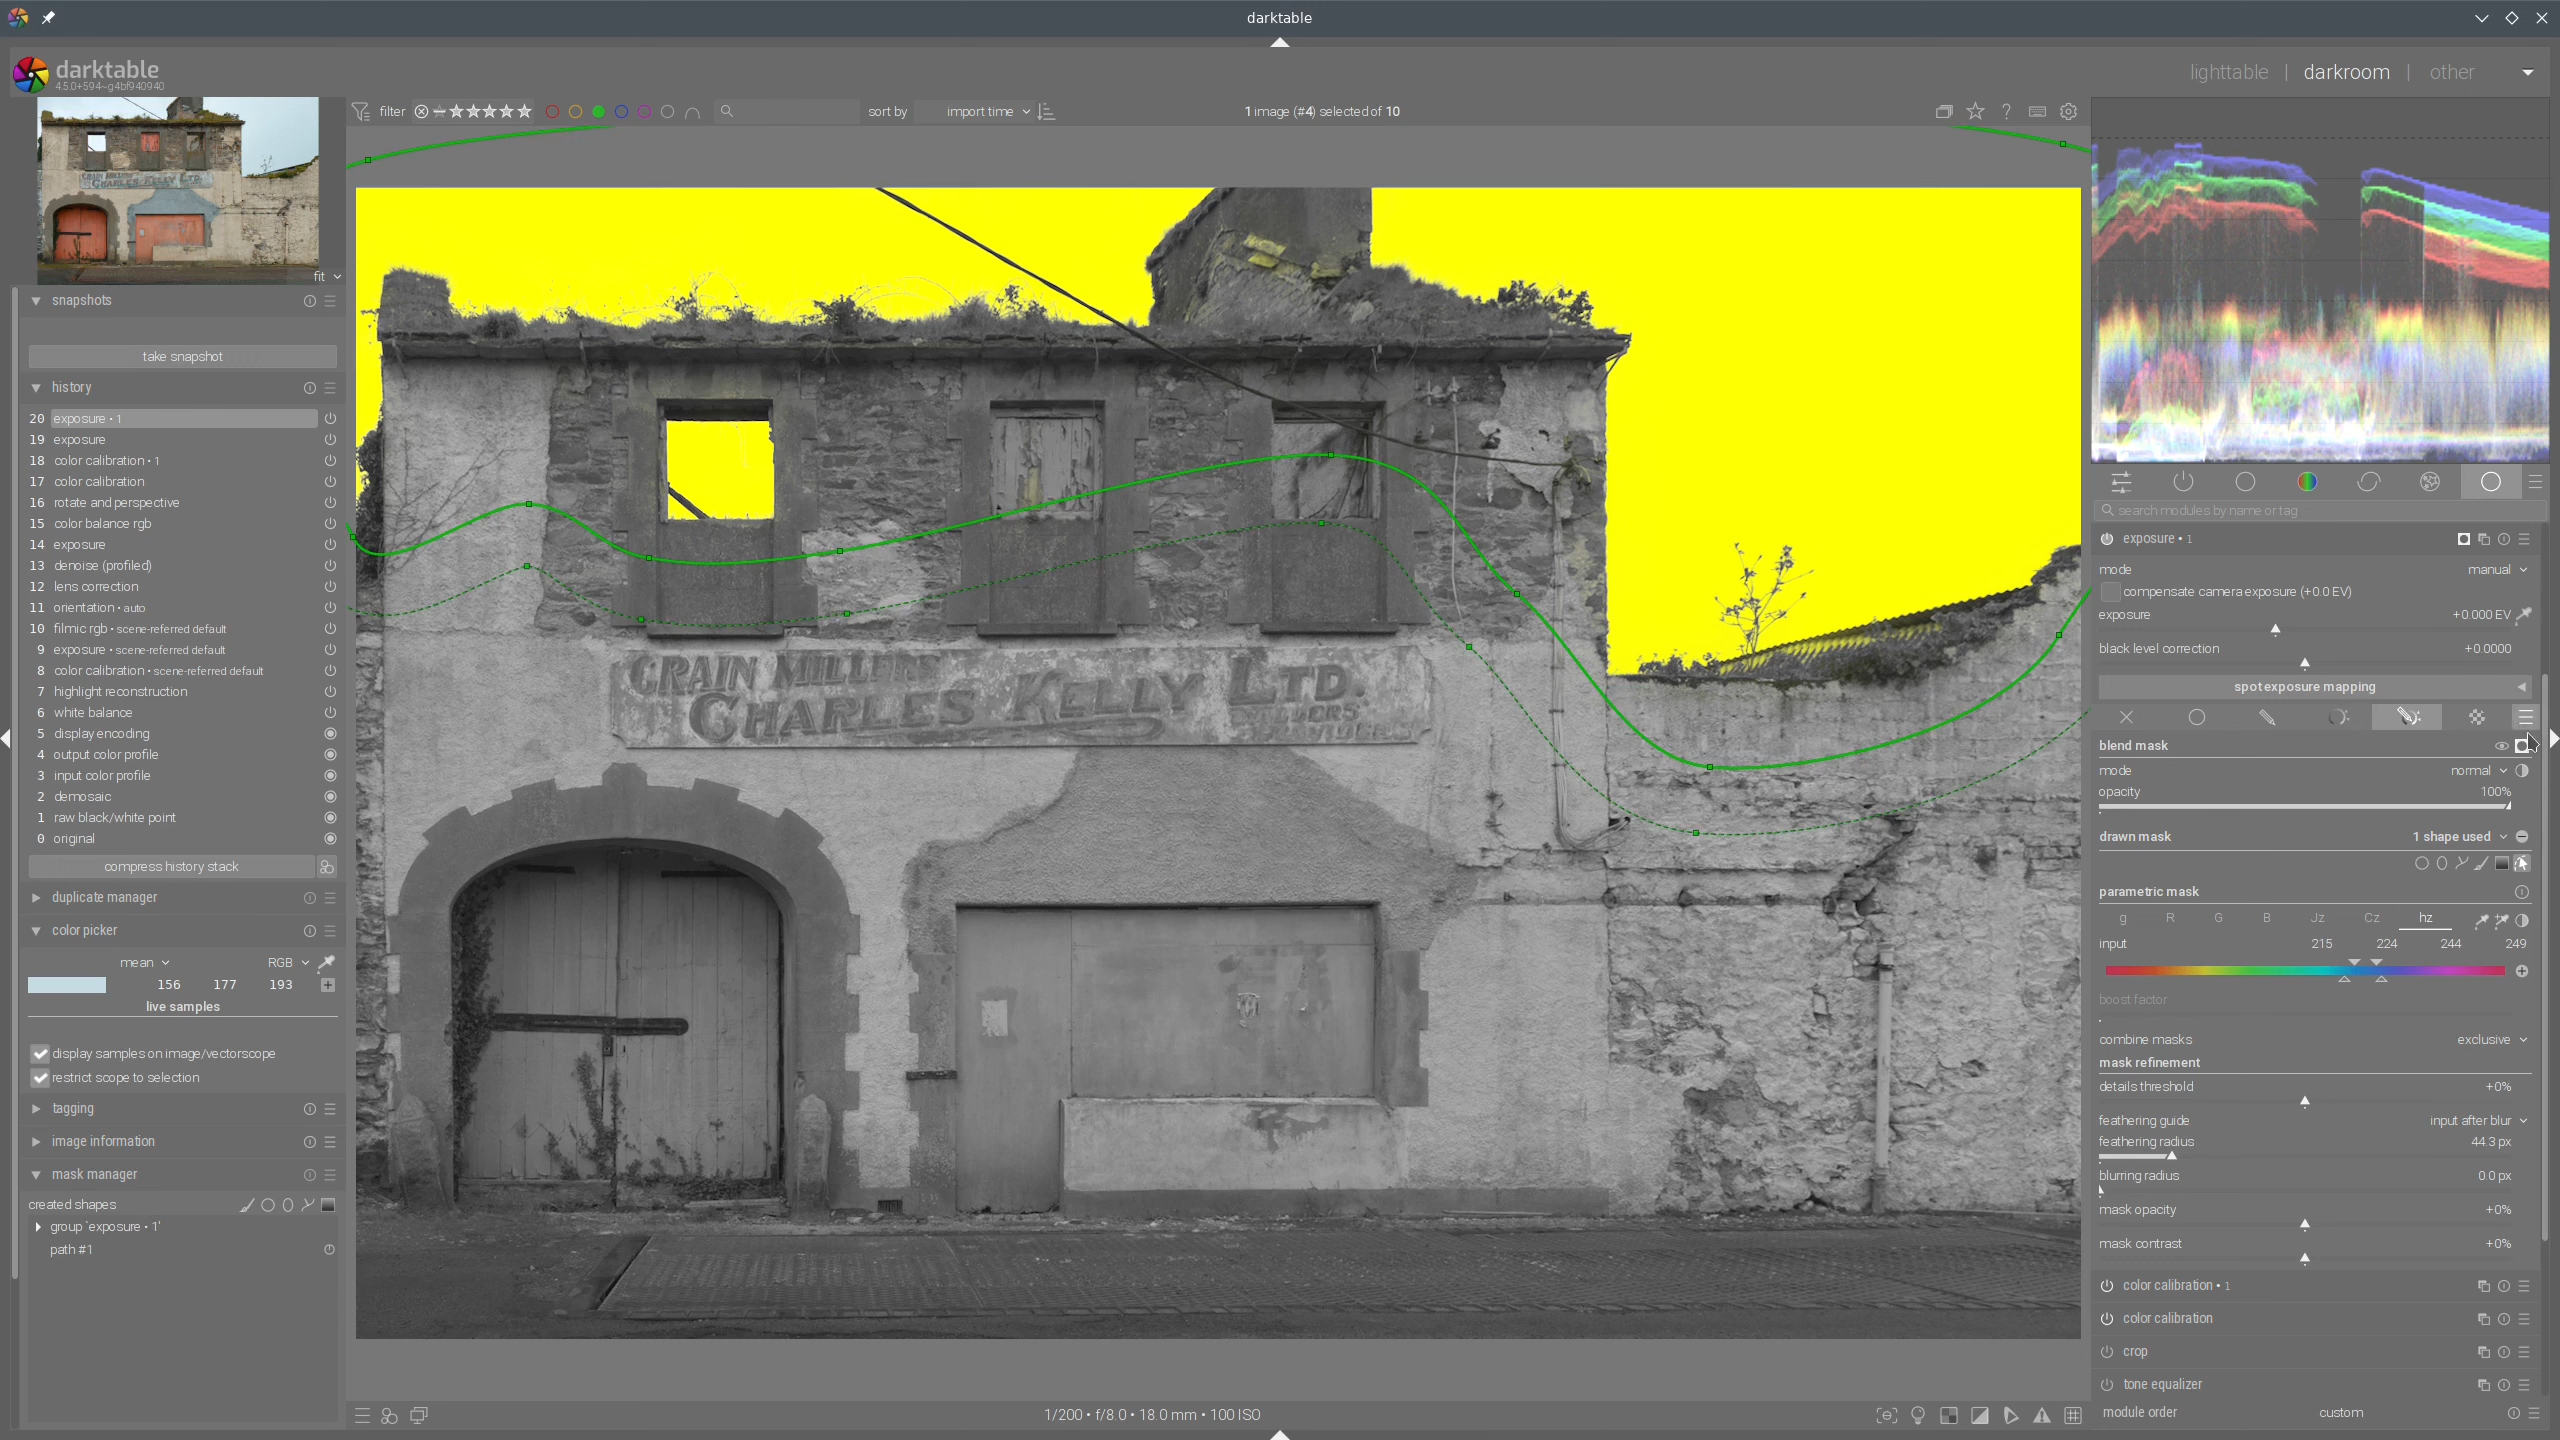 darktable
darktable
4.5.0+594~g4bf940940
lighttable | darkroom | other
filter
sort by import time
1 image (#4) selected of 10
fit
snapshots
take snapshot
history
20 exposure • 1
19 exposure
18 color calibration • 1
17 color calibration
16 rotate and perspective
15 color balance rgb
14 exposure
13 denoise (profiled)
12 lens correction
11 orientation • auto
10 filmic rgb • scene-referred default
9 exposure • scene-referred default
8 color calibration • scene-referred default
7 highlight reconstruction
6 white balance
5 display encoding
4 output color profile
3 input color profile
2 demosaic
1 raw black/white point
0 original
compress history stack
duplicate manager
color picker
mean RGB
156 177 193
live samples
display samples on image/vectorscope
restrict scope to selection
tagging
image information
mask manager
created shapes
group `exposure • 1'
path #1
GRAIN
CHARLES KELLY LTD.
1/200 • f/8.0 • 18.0 mm • 100 ISO
search modules by name or tag
exposure • 1
mode manual
compensate camera exposure (+0.0 EV)
exposure +0.000 EV
black level correction +0.0000
spot exposure mapping
blend mask
mode normal
opacity 100%
drawn mask 1 shape used
parametric mask
g R G B Jz Cz hz
input 215 224 244 249
boost factor
combine masks exclusive
mask refinement
details threshold +0%
feathering guide input after blur
feathering radius 44.3 px
blurring radius 0.0 px
mask opacity +0%
mask contrast +0%
color calibration • 1
color calibration
crop
tone equalizer
module order custom